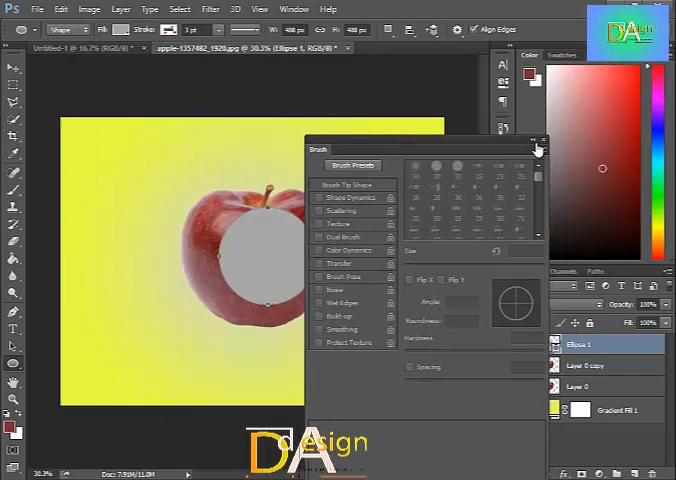 Ps File Edit Image Layer Type Select Filter 3D View Window Help
Shape Fill: Stroke: 3 pt W: 488 px H: 488 px Align Edges
Untitled-1 @ 16.7% (RGB/8) * × apple-1357482_1920.jpg @ 30.3% (Ellipse 1, RGB/8) * ×
DA esign
Color Swatches
Brush
Brush Presets
Brush Tip Shape
Shape Dynamics
Scattering
Texture
Dual Brush
Color Dynamics
Transfer
Brush Pose
Noise
Wet Edges
Build-up
Smoothing
Protect Texture
Size
Flip X Flip Y
Angle:
Roundness:
Hardness
Spacing
Channels Paths
Opacity: 100%
Fill: 100%
Ellipse 1
Layer 0 copy
Layer 0
Gradient Fill 1
30.3% Doc: 7.91M/11.0M
DA design